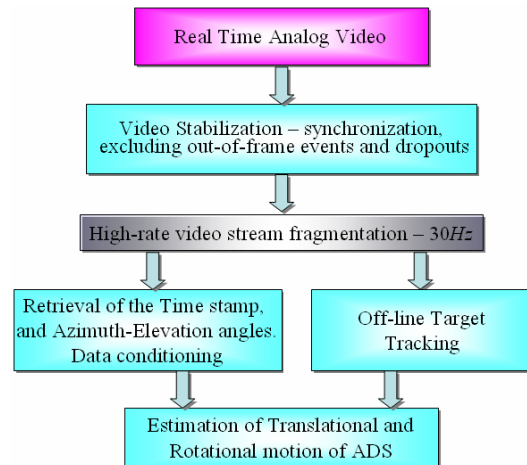 Real Time Analog Video
Video Stabilization – synchronization,
excluding out-of-frame events and dropouts
High-rate video stream fragmentation – 30Hz
Retrieval of the Time stamp,
and Azimuth-Elevation angles.
Data conditioning
Off-line Target
Tracking
Estimation of Translational and
Rotational motion of ADS